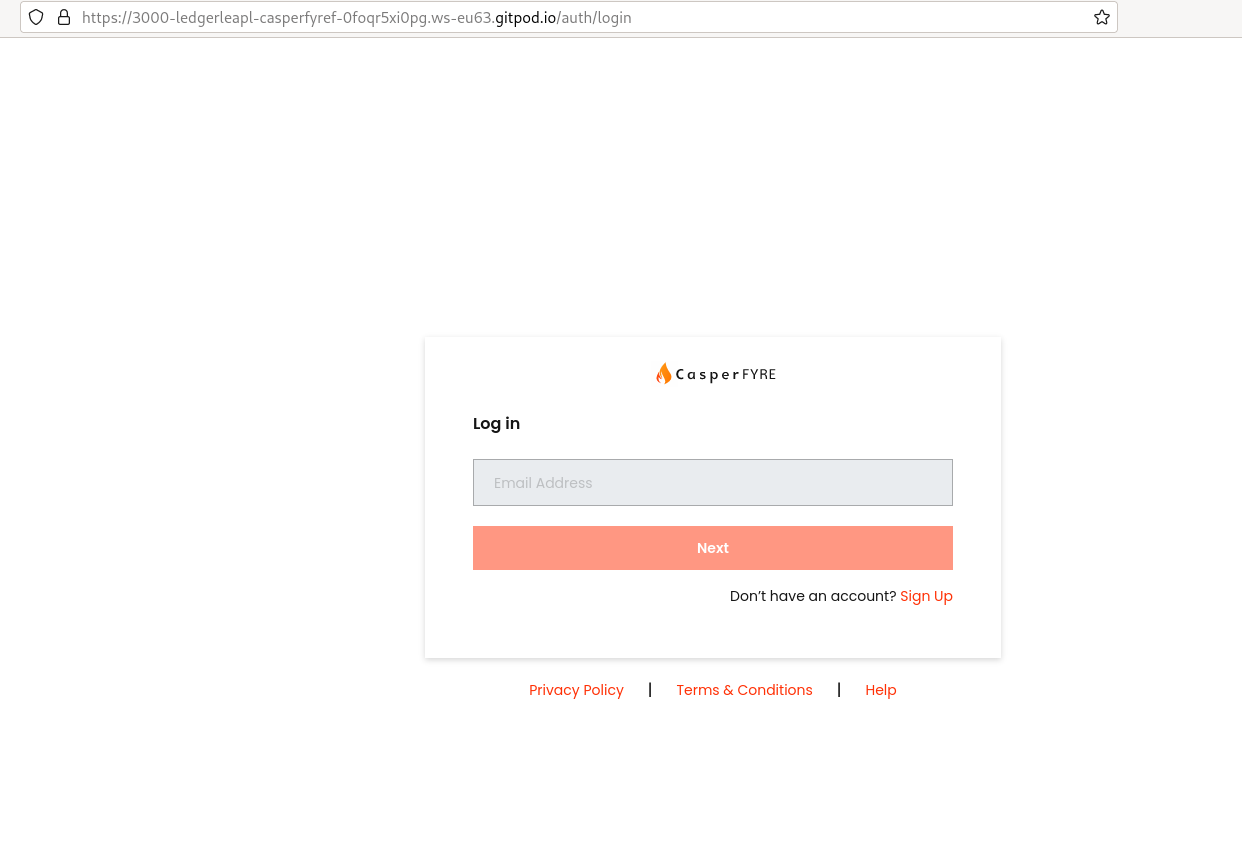 https://3000-ledgerleapl-casperfyref-0foqr5xi0pg.ws-eu63.gitpod.io/auth/login
CasperFYRE
Log in
Email Address
Next
Don’t have an account? Sign Up
Privacy Policy | Terms & Conditions | Help